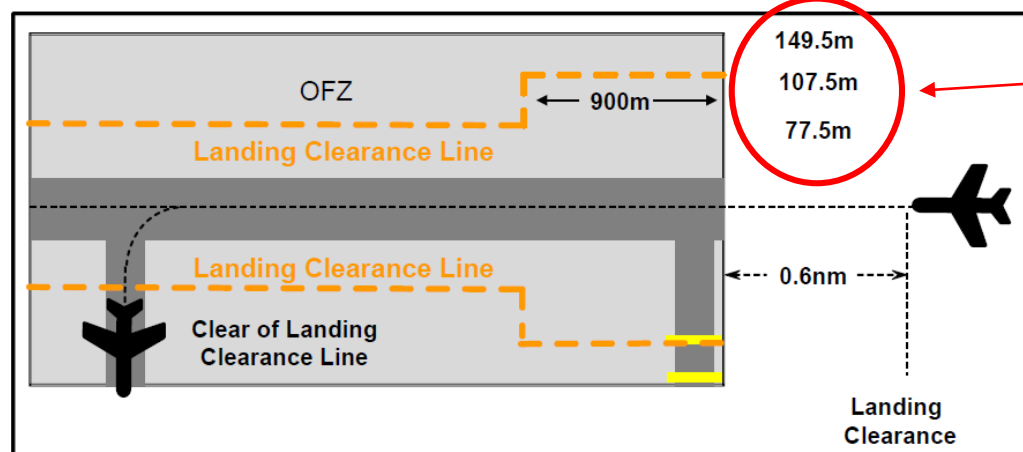 149.5m
OFZ
900m
107.5m
77.5m
Landing Clearance Line
Landing Clearance Line
0.6nm
Clear of Landing
Clearance Line
Landing
Clearance